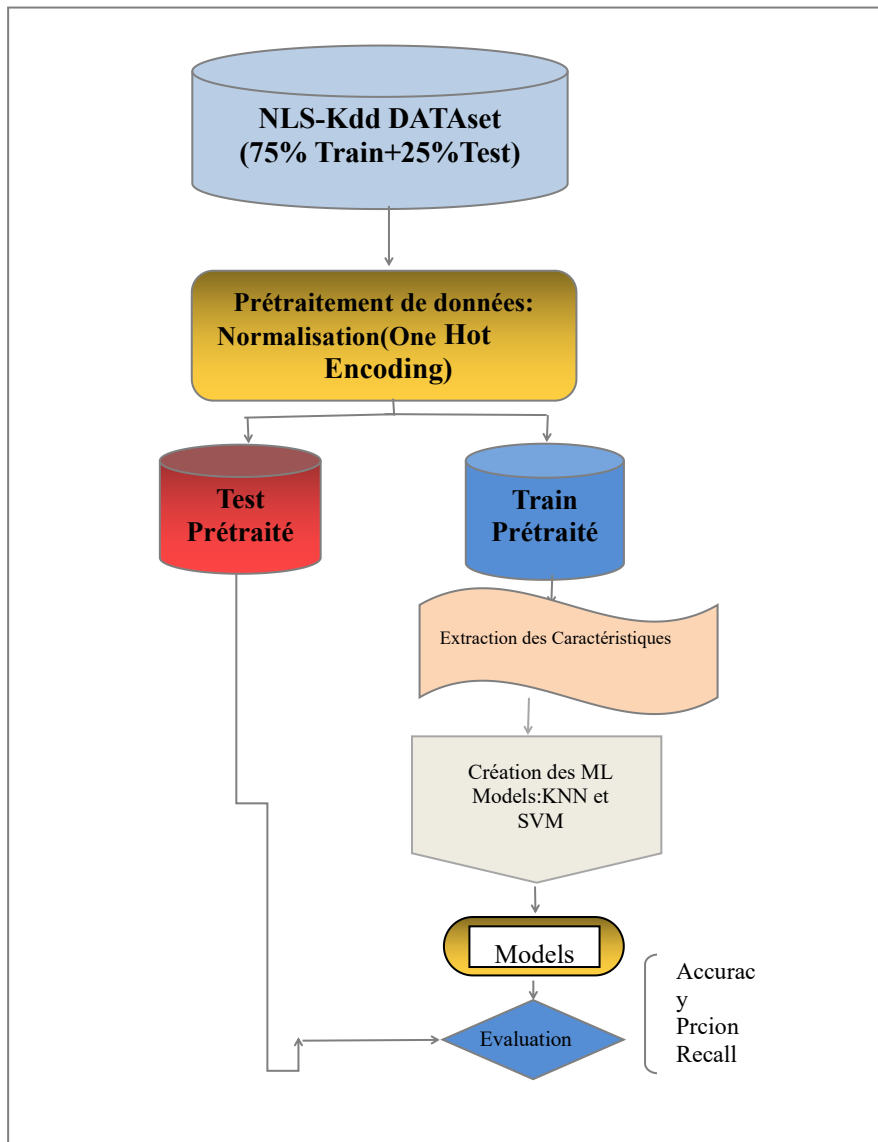 NLS-Kdd DATAset
(75% Train+25%Test)
Prétraitement de données:
Normalisation(One Hot
Encoding)
Test
Prétraité
Train
Prétraité
Extraction des Caractéristiques
Création des ML
Models:KNN et
SVM
Models
Evaluation
Accurac
y
Prcion
Recall